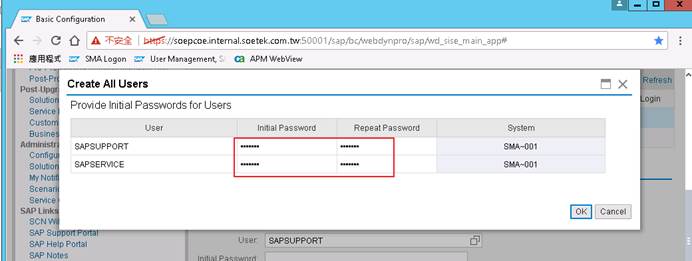 Basic Configuration
不安全 https://soepcoe.internal.soetek.com.tw:50001/sap/bc/webdynpro/sap/wd_sise_main_app#
應用程式 SMA Logon User Management, SA APM WebView
Create All Users
Provide Initial Passwords for Users
User Initial Password Repeat Password System
SAPSUPPORT ••••••• ••••••• SMA~001
SAPSERVICE ••••••• ••••••• SMA~001
OK Cancel
Post-Pro
Post-Upgr
Solution
Service
Custom
Busines
Administra
Configur
Solution
My Notifi
Scenari
Service
SAP Links
SCN Wi
SAP Support Portal
SAP Help Portal
SAP Notes
Refresh
Login
User: SAPSUPPORT
Initial Password: